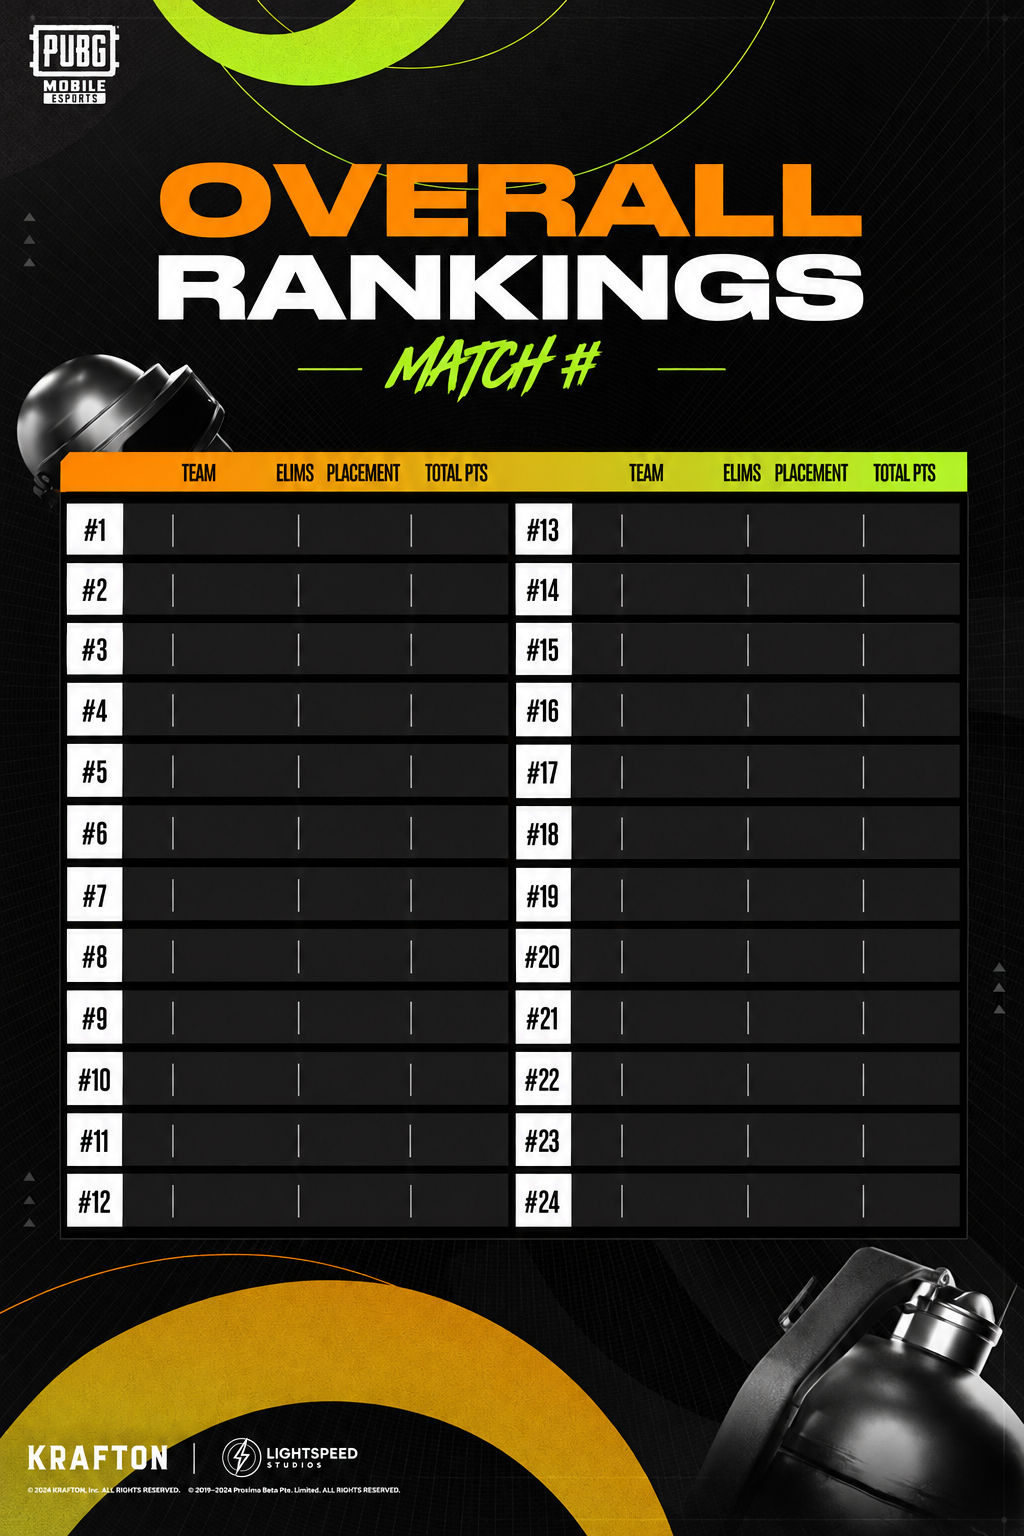 PUBG
MOBILE
ESPORTS
OVERALL
RANKINGS
MATCH #
TEAM ELIMS PLACEMENT TOTAL PTS TEAM ELIMS PLACEMENT TOTAL PTS
#1 #13
#2 #14
#3 #15
#4 #16
#5 #17
#6 #18
#7 #19
#8 #20
#9 #21
#10 #22
#11 #23
#12 #24
KRAFTON LIGHTSPEED
STUDIOS
© 2024 KRAFTON, Inc. ALL RIGHTS RESERVED. © 2019-2024 Proxima Beta Pte. Limited. ALL RIGHTS RESERVED.